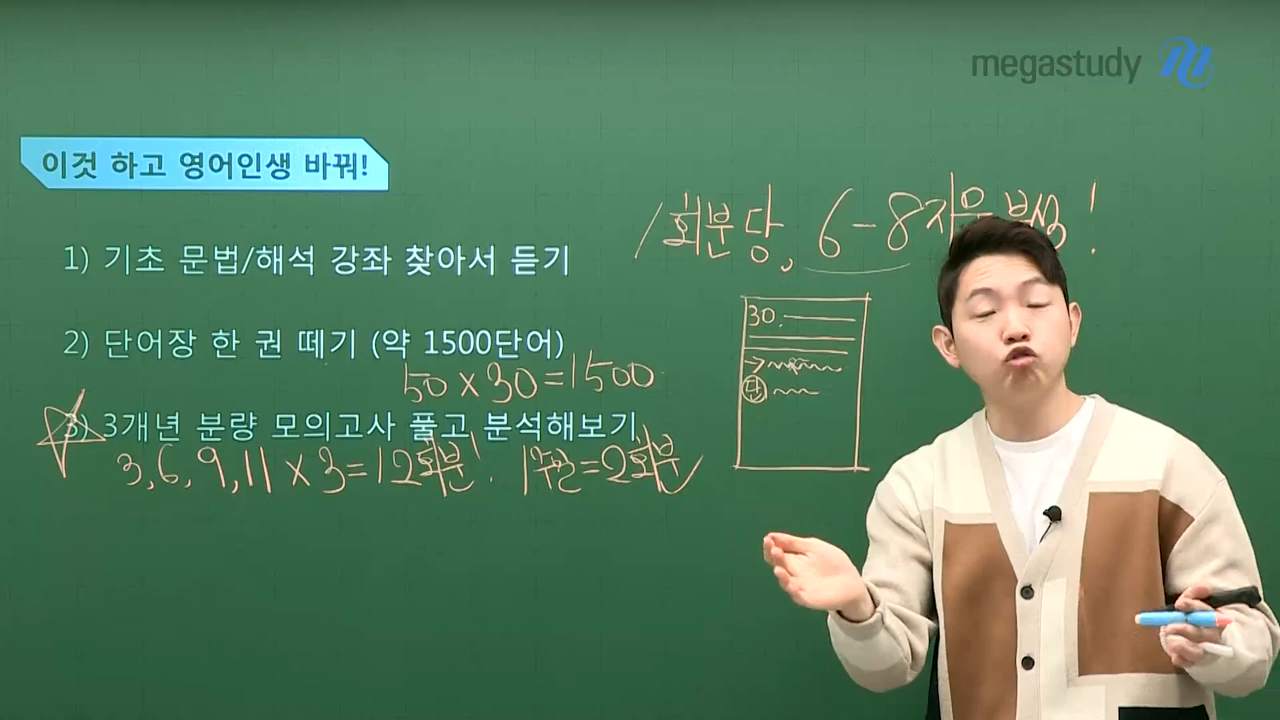 megastudy
이것 하고 영어인생 바꿔!
1회분당, 6-8지문 분석!
1) 기초 문법/해석 강좌 찾아서 듣기
30.
2) 단어장 한 권 떼기 (약 1500단어)
50 x 30 = 1500
단
3) 3개년 분량 모의고사 풀고 분석해보기
3, 6, 9, 11 x 3 = 12회분! 1주일 = 2회분